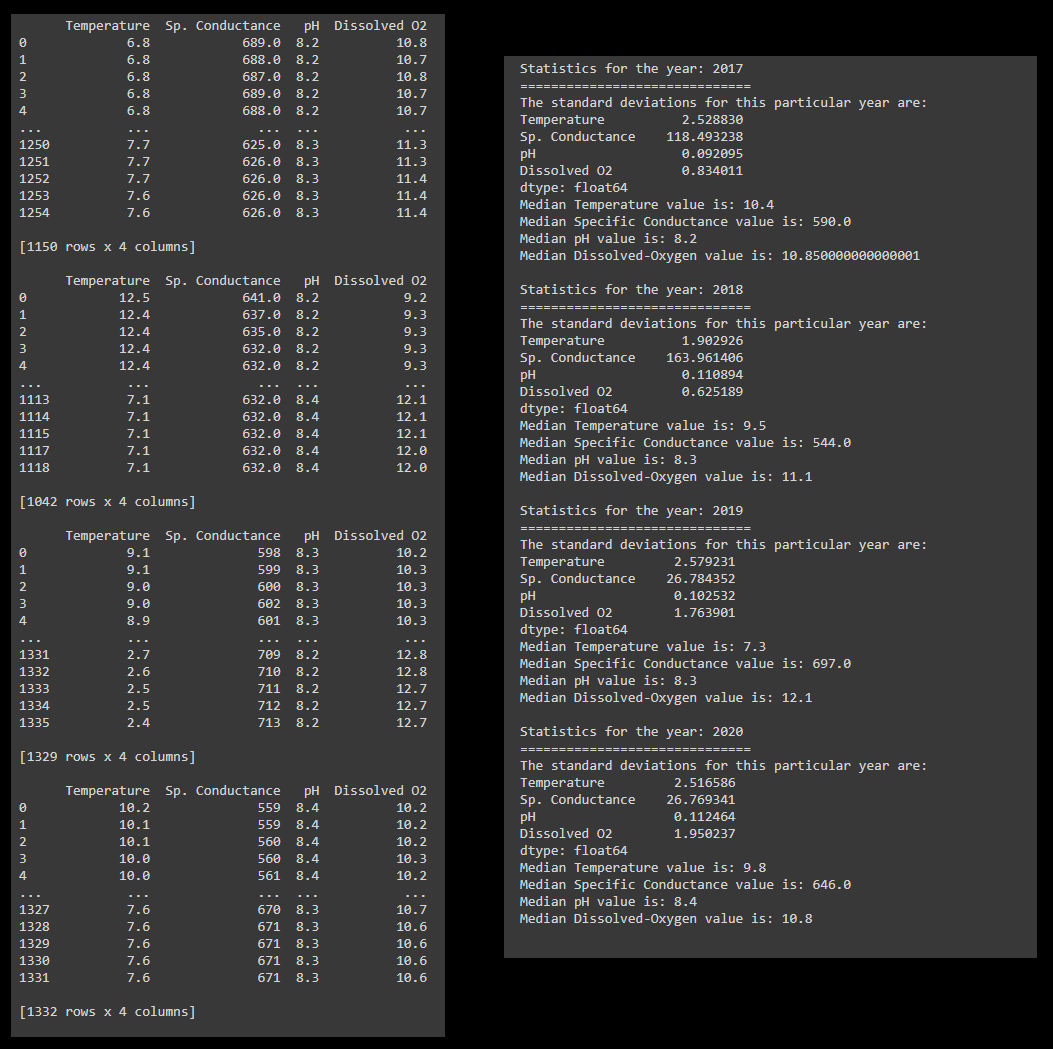 Temperature  Sp. Conductance   pH  Dissolved O2
0             6.8            689.0  8.2          10.8
1             6.8            688.0  8.2          10.7
2             6.8            687.0  8.2          10.8
3             6.8            689.0  8.2          10.7
4             6.8            688.0  8.2          10.7
...           ...              ...  ...           ...
1250          7.7            625.0  8.3          11.3
1251          7.7            626.0  8.3          11.3
1252          7.7            626.0  8.3          11.4
1253          7.6            626.0  8.3          11.4
1254          7.6            626.0  8.3          11.4
[1150 rows x 4 columns]
      Temperature  Sp. Conductance   pH  Dissolved O2
0            12.5            641.0  8.2           9.2
1            12.4            637.0  8.2           9.3
2            12.4            635.0  8.2           9.3
3            12.4            632.0  8.2           9.3
4            12.4            632.0  8.2           9.3
...           ...              ...  ...           ...
1113          7.1            632.0  8.4          12.1
1114          7.1            632.0  8.4          12.1
1115          7.1            632.0  8.4          12.1
1117          7.1            632.0  8.4          12.0
1118          7.1            632.0  8.4          12.0
[1042 rows x 4 columns]
      Temperature  Sp. Conductance   pH  Dissolved O2
0             9.1              598  8.3          10.2
1             9.1              599  8.3          10.3
2             9.0              600  8.3          10.3
3             9.0              602  8.3          10.3
4             8.9              601  8.3          10.3
...           ...              ...  ...           ...
1331          2.7              709  8.2          12.8
1332          2.6              710  8.2          12.8
1333          2.5              711  8.2          12.7
1334          2.5              712  8.2          12.7
1335          2.4              713  8.2          12.7
[1329 rows x 4 columns]
      Temperature  Sp. Conductance   pH  Dissolved O2
0            10.2              559  8.4          10.2
1            10.1              559  8.4          10.2
2            10.1              560  8.4          10.2
3            10.0              560  8.4          10.3
4            10.0              561  8.4          10.2
...           ...              ...  ...           ...
1327          7.6              670  8.3          10.7
1328          7.6              671  8.3          10.6
1329          7.6              671  8.3          10.6
1330          7.6              671  8.3          10.6
1331          7.6              671  8.3          10.6
[1332 rows x 4 columns]
Statistics for the year: 2017
==============================
The standard deviations for this particular year are:
Temperature          2.528830
Sp. Conductance    118.493238
pH                   0.092095
Dissolved O2         0.834011
dtype: float64
Median Temperature value is: 10.4
Median Specific Conductance value is: 590.0
Median pH value is: 8.2
Median Dissolved-Oxygen value is: 10.850000000000001
Statistics for the year: 2018
==============================
The standard deviations for this particular year are:
Temperature          1.902926
Sp. Conductance    163.961406
pH                   0.110894
Dissolved O2         0.625189
dtype: float64
Median Temperature value is: 9.5
Median Specific Conductance value is: 544.0
Median pH value is: 8.3
Median Dissolved-Oxygen value is: 11.1
Statistics for the year: 2019
==============================
The standard deviations for this particular year are:
Temperature         2.579231
Sp. Conductance    26.784352
pH                  0.102532
Dissolved O2        1.763901
dtype: float64
Median Temperature value is: 7.3
Median Specific Conductance value is: 697.0
Median pH value is: 8.3
Median Dissolved-Oxygen value is: 12.1
Statistics for the year: 2020
==============================
The standard deviations for this particular year are:
Temperature         2.516586
Sp. Conductance    26.769341
pH                  0.112464
Dissolved O2        1.950237
dtype: float64
Median Temperature value is: 9.8
Median Specific Conductance value is: 646.0
Median pH value is: 8.4
Median Dissolved-Oxygen value is: 10.8